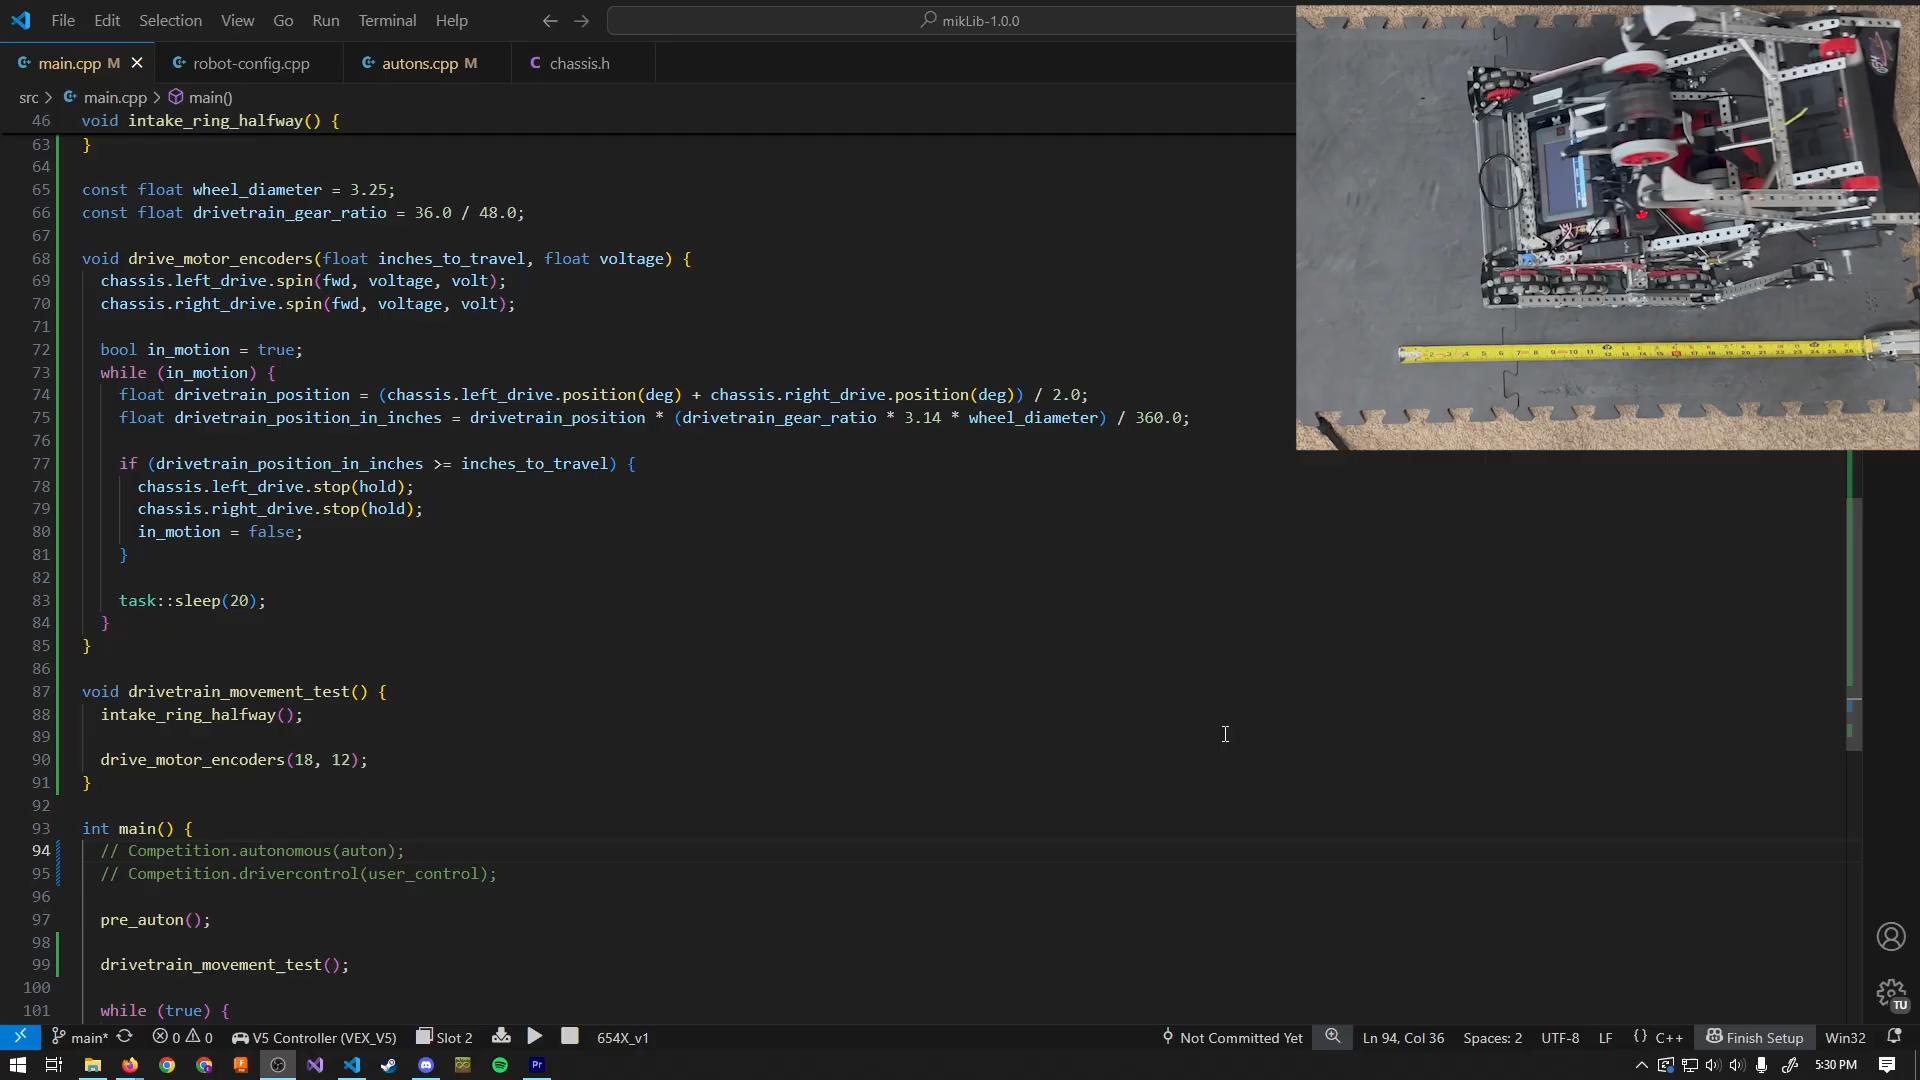 File Edit Selection View Go Run Terminal Help
mikLib-1.0.0
main.cpp M
robot-config.cpp
autons.cpp M
C chassis.h
src > main.cpp > main()
46 void intake_ring_halfway() {
63 }
64
65 const float wheel_diameter = 3.25;
66 const float drivetrain_gear_ratio = 36.0 / 48.0;
67
68 void drive_motor_encoders(float inches_to_travel, float voltage) {
69 chassis.left_drive.spin(fwd, voltage, volt);
70 chassis.right_drive.spin(fwd, voltage, volt);
71
72 bool in_motion = true;
73 while (in_motion) {
74 float drivetrain_position = (chassis.left_drive.position(deg) + chassis.right_drive.position(deg)) / 2.0;
75 float drivetrain_position_in_inches = drivetrain_position * (drivetrain_gear_ratio * 3.14 * wheel_diameter) / 360.0;
76
77 if (drivetrain_position_in_inches >= inches_to_travel) {
78 chassis.left_drive.stop(hold);
79 chassis.right_drive.stop(hold);
80 in_motion = false;
81 }
82
83 task::sleep(20);
84 }
85 }
86
87 void drivetrain_movement_test() {
88 intake_ring_halfway();
89
90 drive_motor_encoders(18, 12);
91 }
92
93 int main() {
94 // Competition.autonomous(auton);
95 // Competition.drivercontrol(user_control);
96
97 pre_auton();
98
99 drivetrain_movement_test();
100
101 while (true) {
main* 0 0 V5 Controller (VEX_V5) Slot 2 654X_v1 Not Committed Yet Ln 94, Col 36 Spaces: 2 UTF-8 LF {} C++ Finish Setup Win32
TU
5:30 PM